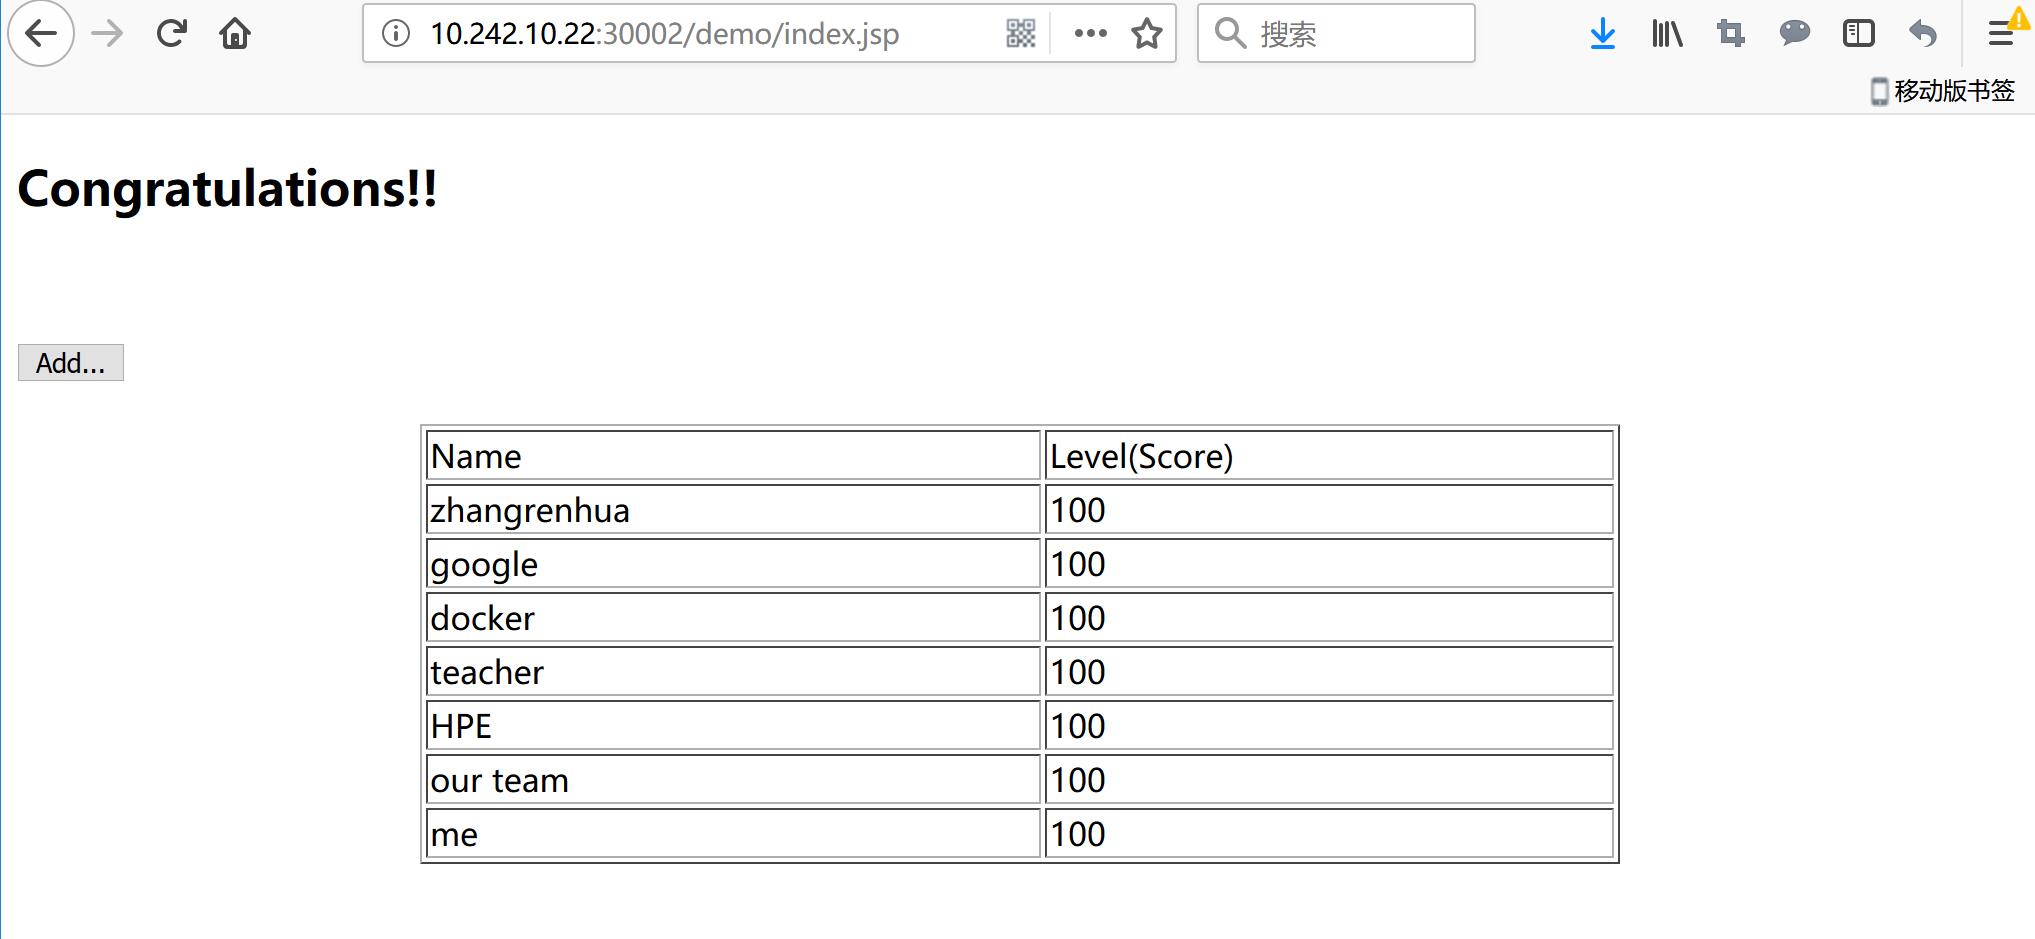 10.242.10.22:30002/demo/index.jsp
搜索
移动版书签
Congratulations!!
Add...
Name Level(Score)
zhangrenhua 100
google 100
docker 100
teacher 100
HPE 100
our team 100
me 100